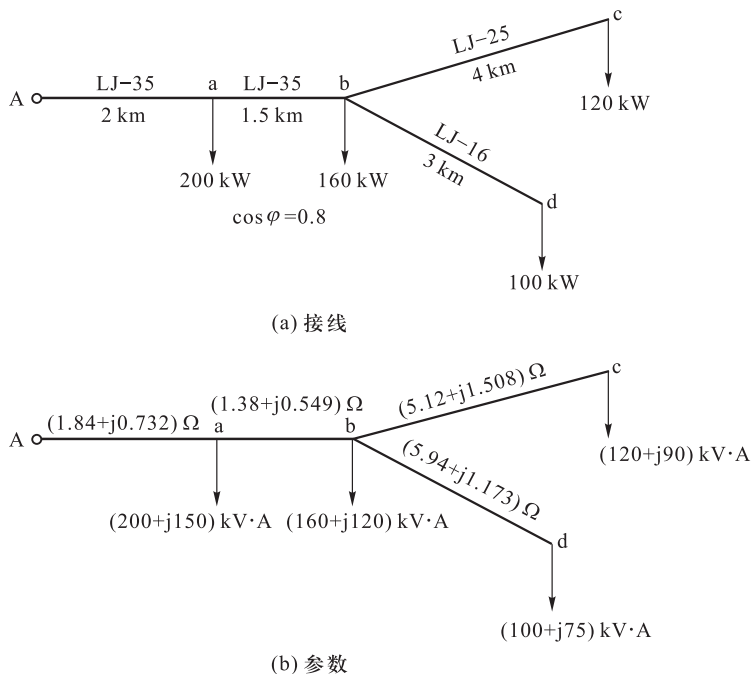 c
LJ-25
4 km
120 kW
A
LJ-35
a
LJ-35
b
2 km
1.5 km
LJ-16
3 km
200 kW
160 kW
cos φ=0.8
d
100 kW
(a) 接线
c
(5.12+j1.508) Ω
(1.38+j0.549) Ω
(1.84+j0.732) Ω
a
b
A
(5.94+j1.173) Ω
(120+j90) kV·A
(200+j150) kV·A
(160+j120) kV·A
d
(100+j75) kV·A
(b) 参数